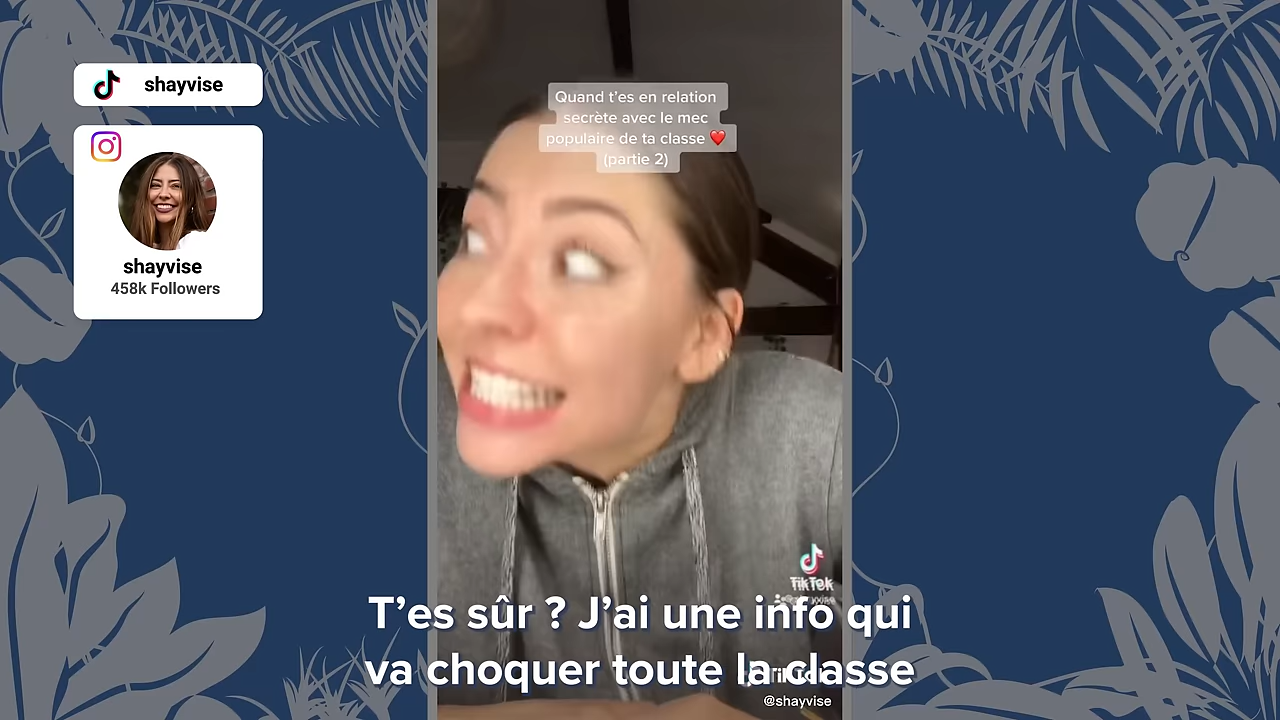 shayvise
shayvise
458k Followers
Quand t’es en relation
secrète avec le mec
populaire de ta classe ❤️
(partie 2)
TikTok
T’es sûr ? J’ai une info qui
va choquer toute la classe
@shayvise